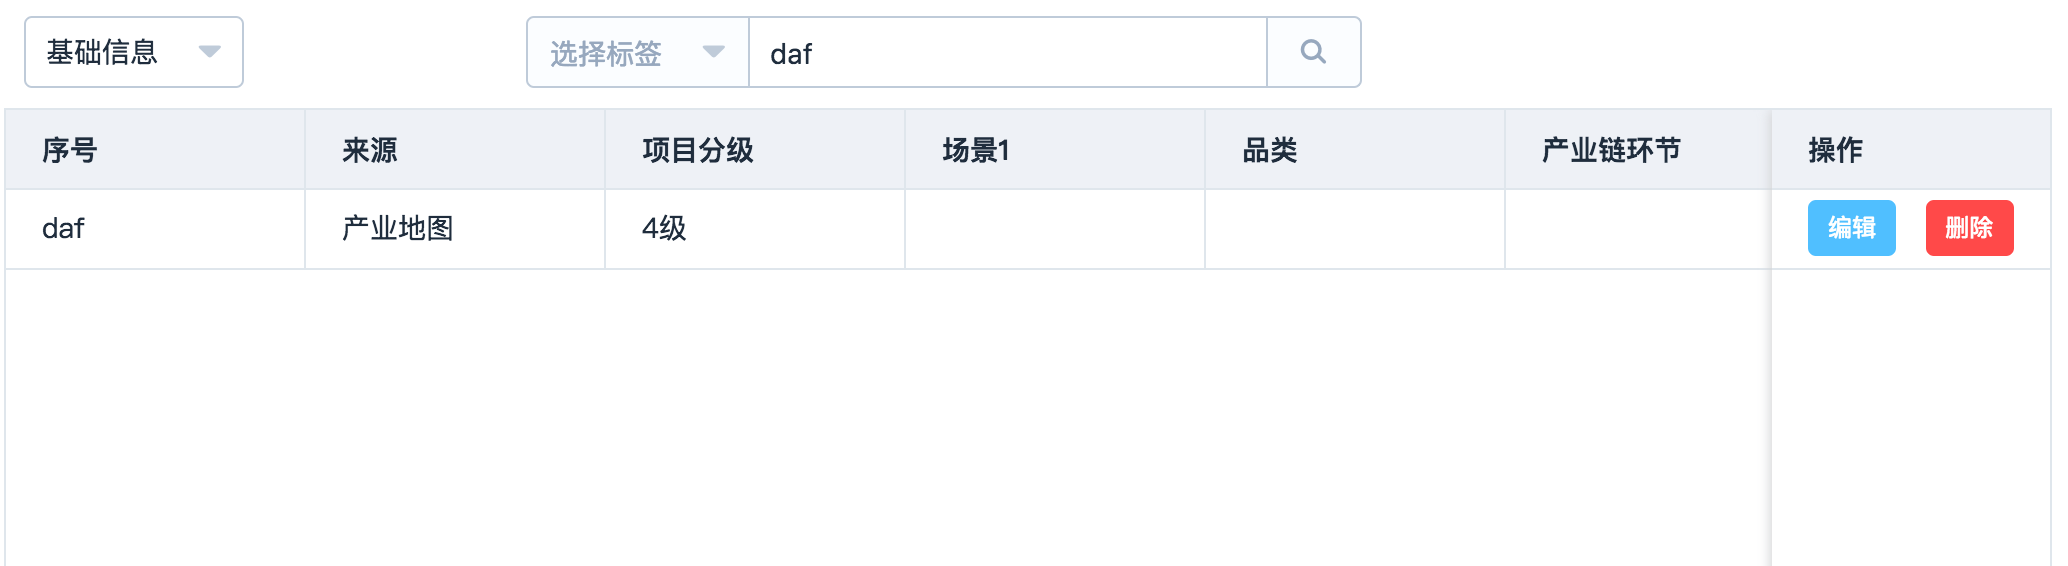 基础信息 选择标签 daf
序号 来源 项目分级 场景1 品类 产业链环节 操作
daf 产业地图 4级 编辑 删除